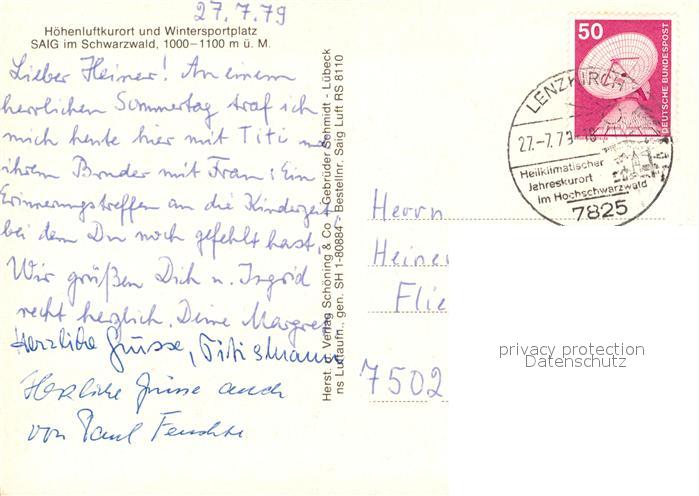 27.7.79
Höhenluftkurort und Wintersportplatz
SAIG im Schwarzwald, 1000–1100 m ü. M.
Lieber Heiner! An einem
herrlichen Sommertag traf ich
mich heute hier mit Titi und
ihrem Bruder mit Frau: Ein
Erinnerungstreffen an die Kinderzeit,
bei dem Du noch gefehlt hast.
Wir grüßen Dich u. Ingrid
recht herzlich. Deine Margret
Herzliche Grüsse, Titi
Herzliche Grüsse auch
von Paul
Herst. u. Verlag Schöning & Co. · Gebrüder Schmidt - Lübeck
ns Luftaufn., gen. SH 1-80884 - Bestellnr. Saig Luft RS 8110
50
DEUTSCHE BUNDESPOST
LENZKIRCH
27.-7.79
Heilklimatischer
Jahreskurort
im Hochschwarzwald
7825
Herrn
Heiner
Flie
7502
privacy protection
Datenschutz